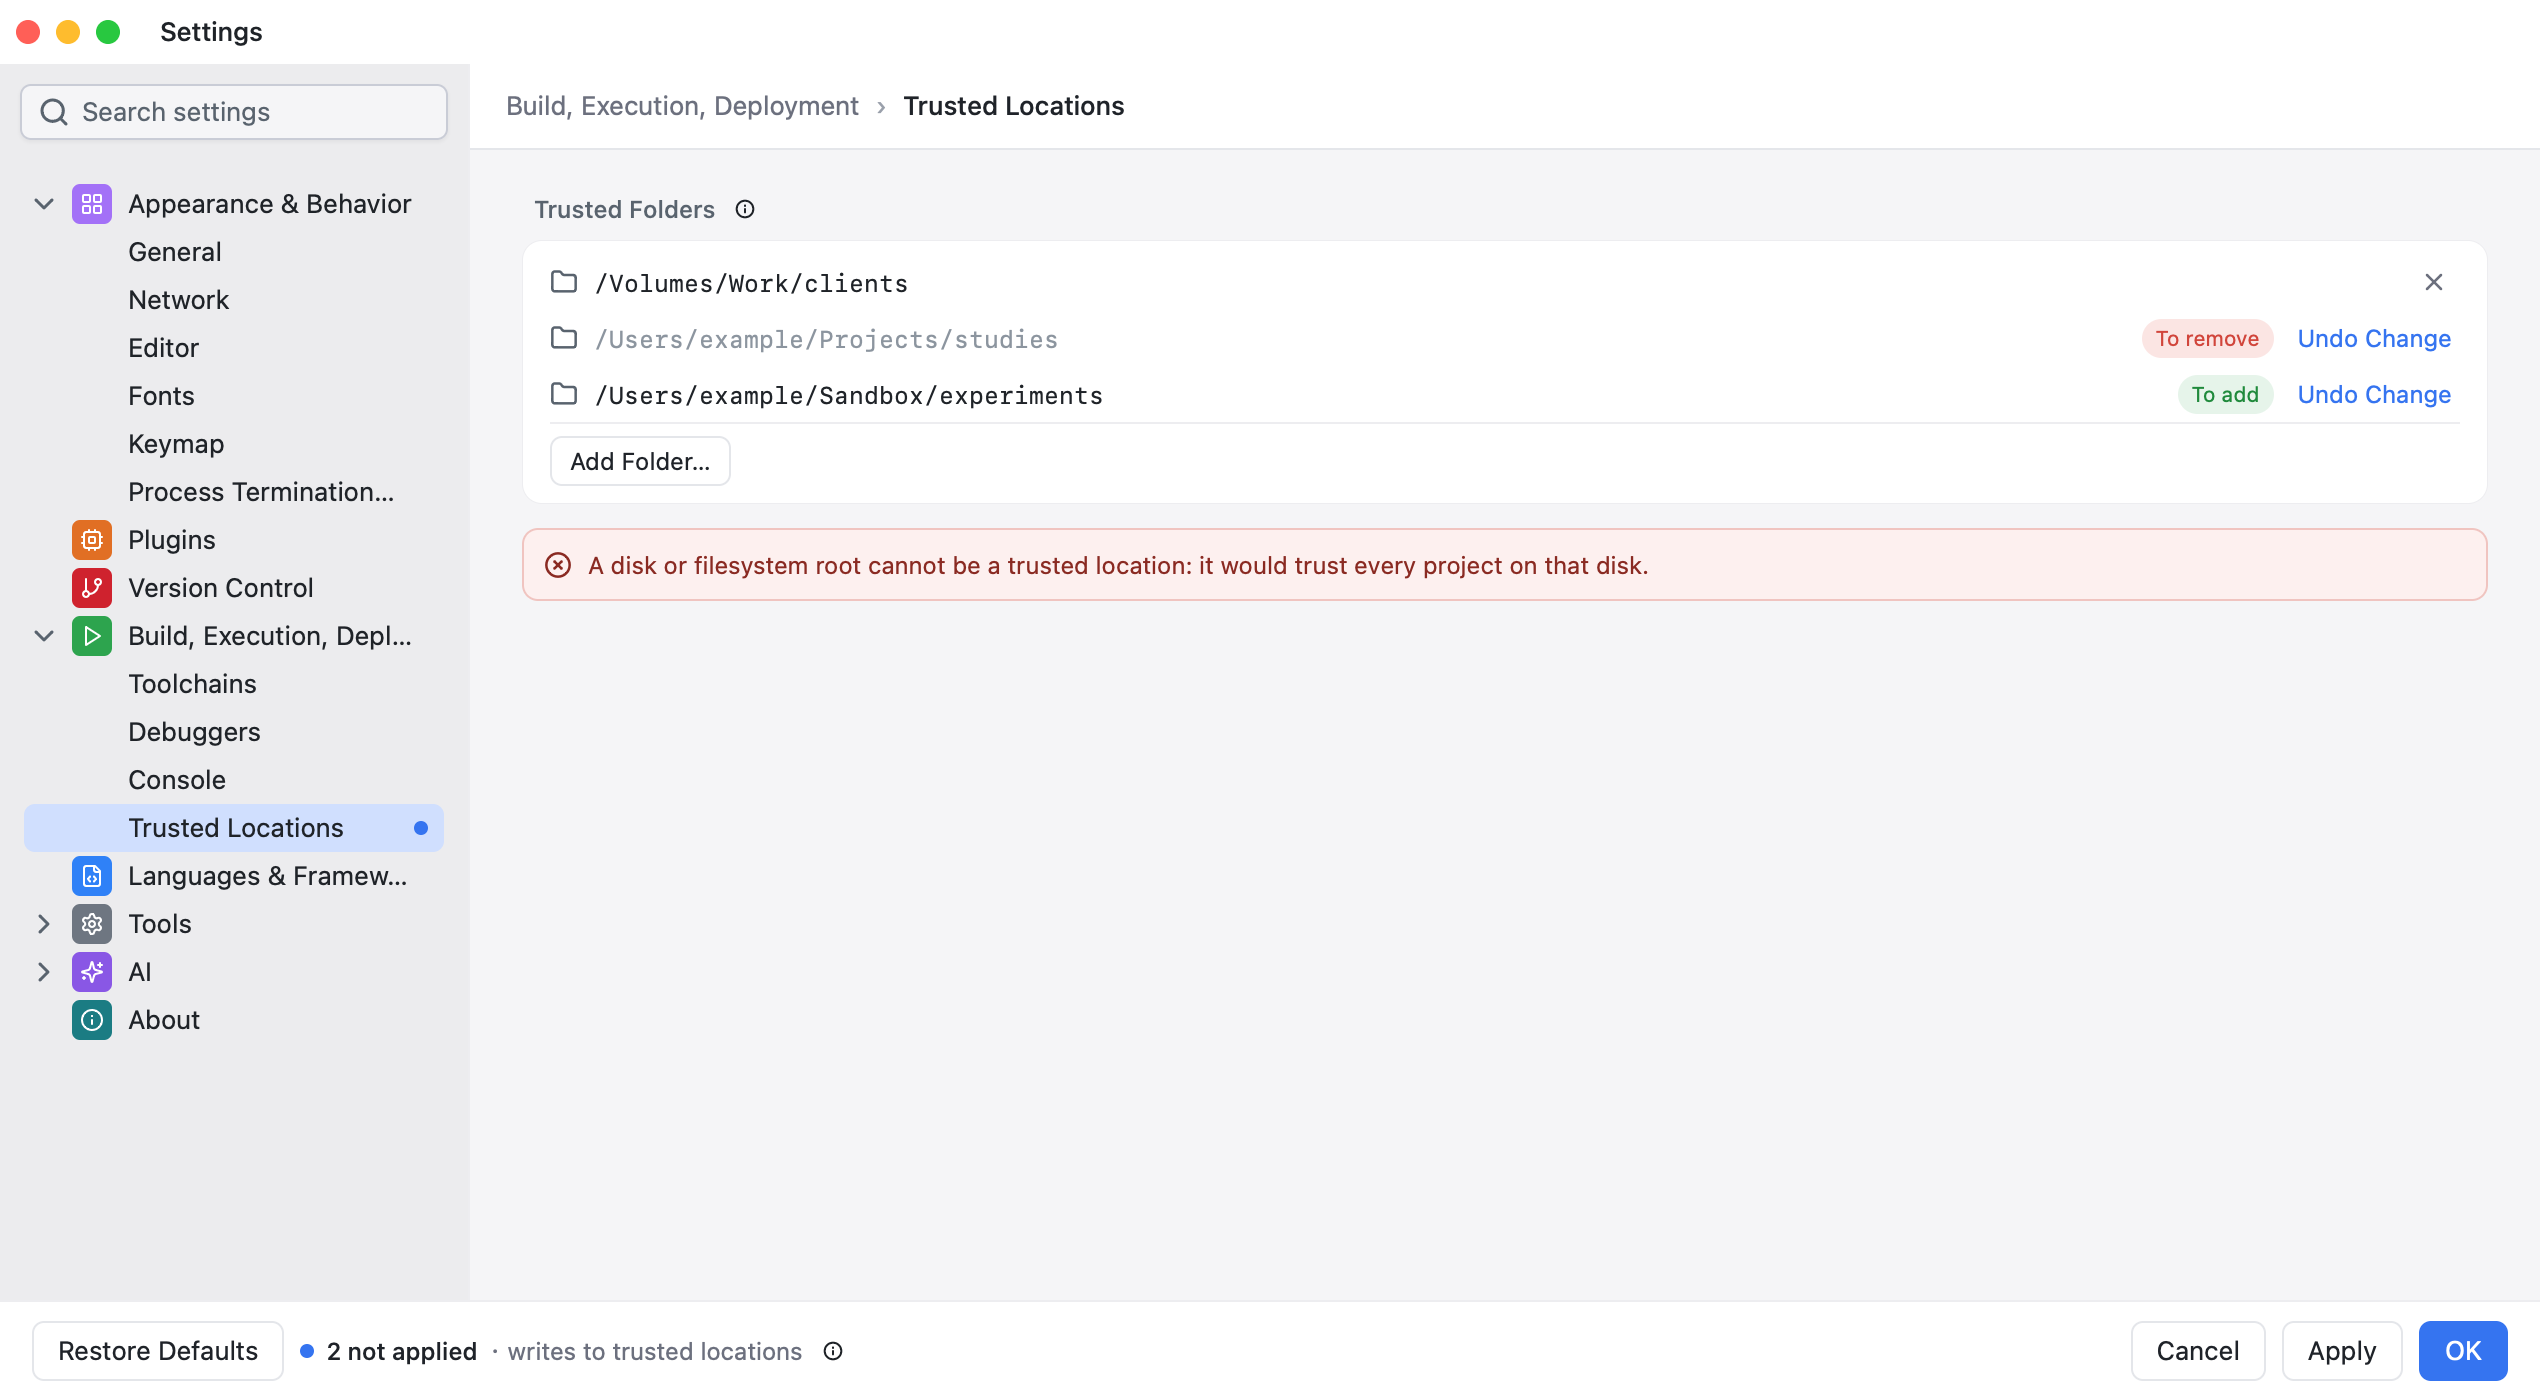 Settings
Search settings
Appearance & Behavior
General
Network
Editor
Fonts
Keymap
Process Termination...
Plugins
Version Control
Build, Execution, Depl...
Toolchains
Debuggers
Console
Trusted Locations
Languages & Framew...
Tools
AI
About
Build, Execution, Deployment › Trusted Locations
Trusted Folders
/Volumes/Work/clients
/Users/example/Projects/studies To remove Undo Change
/Users/example/Sandbox/experiments To add Undo Change
Add Folder...
A disk or filesystem root cannot be a trusted location: it would trust every project on that disk.
Restore Defaults 2 not applied · writes to trusted locations Cancel Apply OK